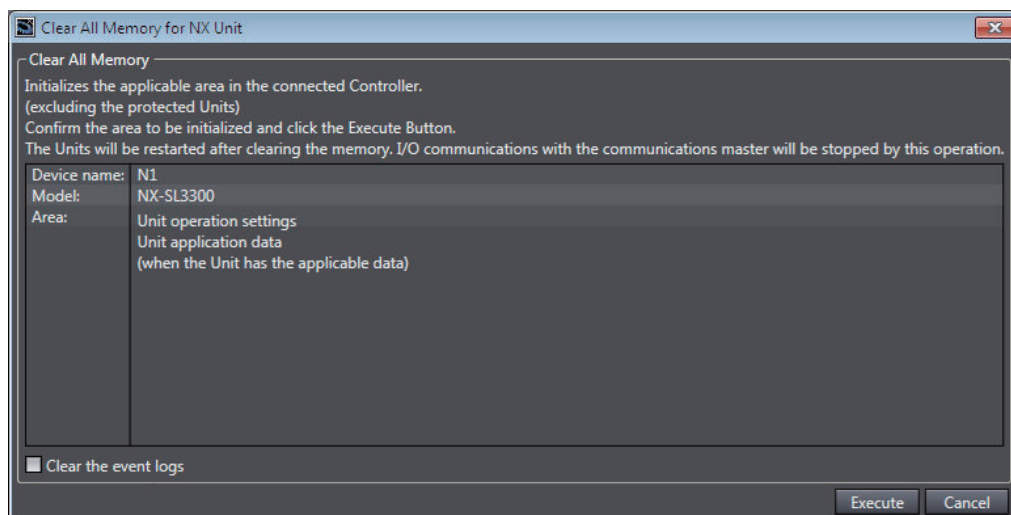 Clear All Memory for NX Unit
Clear All Memory
Initializes the applicable area in the connected Controller.
(excluding the protected Units)
Confirm the area to be initialized and click the Execute Button.
The Units will be restarted after clearing the memory. I/O communications with the communications master will be stopped by this operation.
Device name: N1
Model: NX-SL3300
Area: Unit operation settings
Unit application data
(when the Unit has the applicable data)
Clear the event logs
Execute Cancel